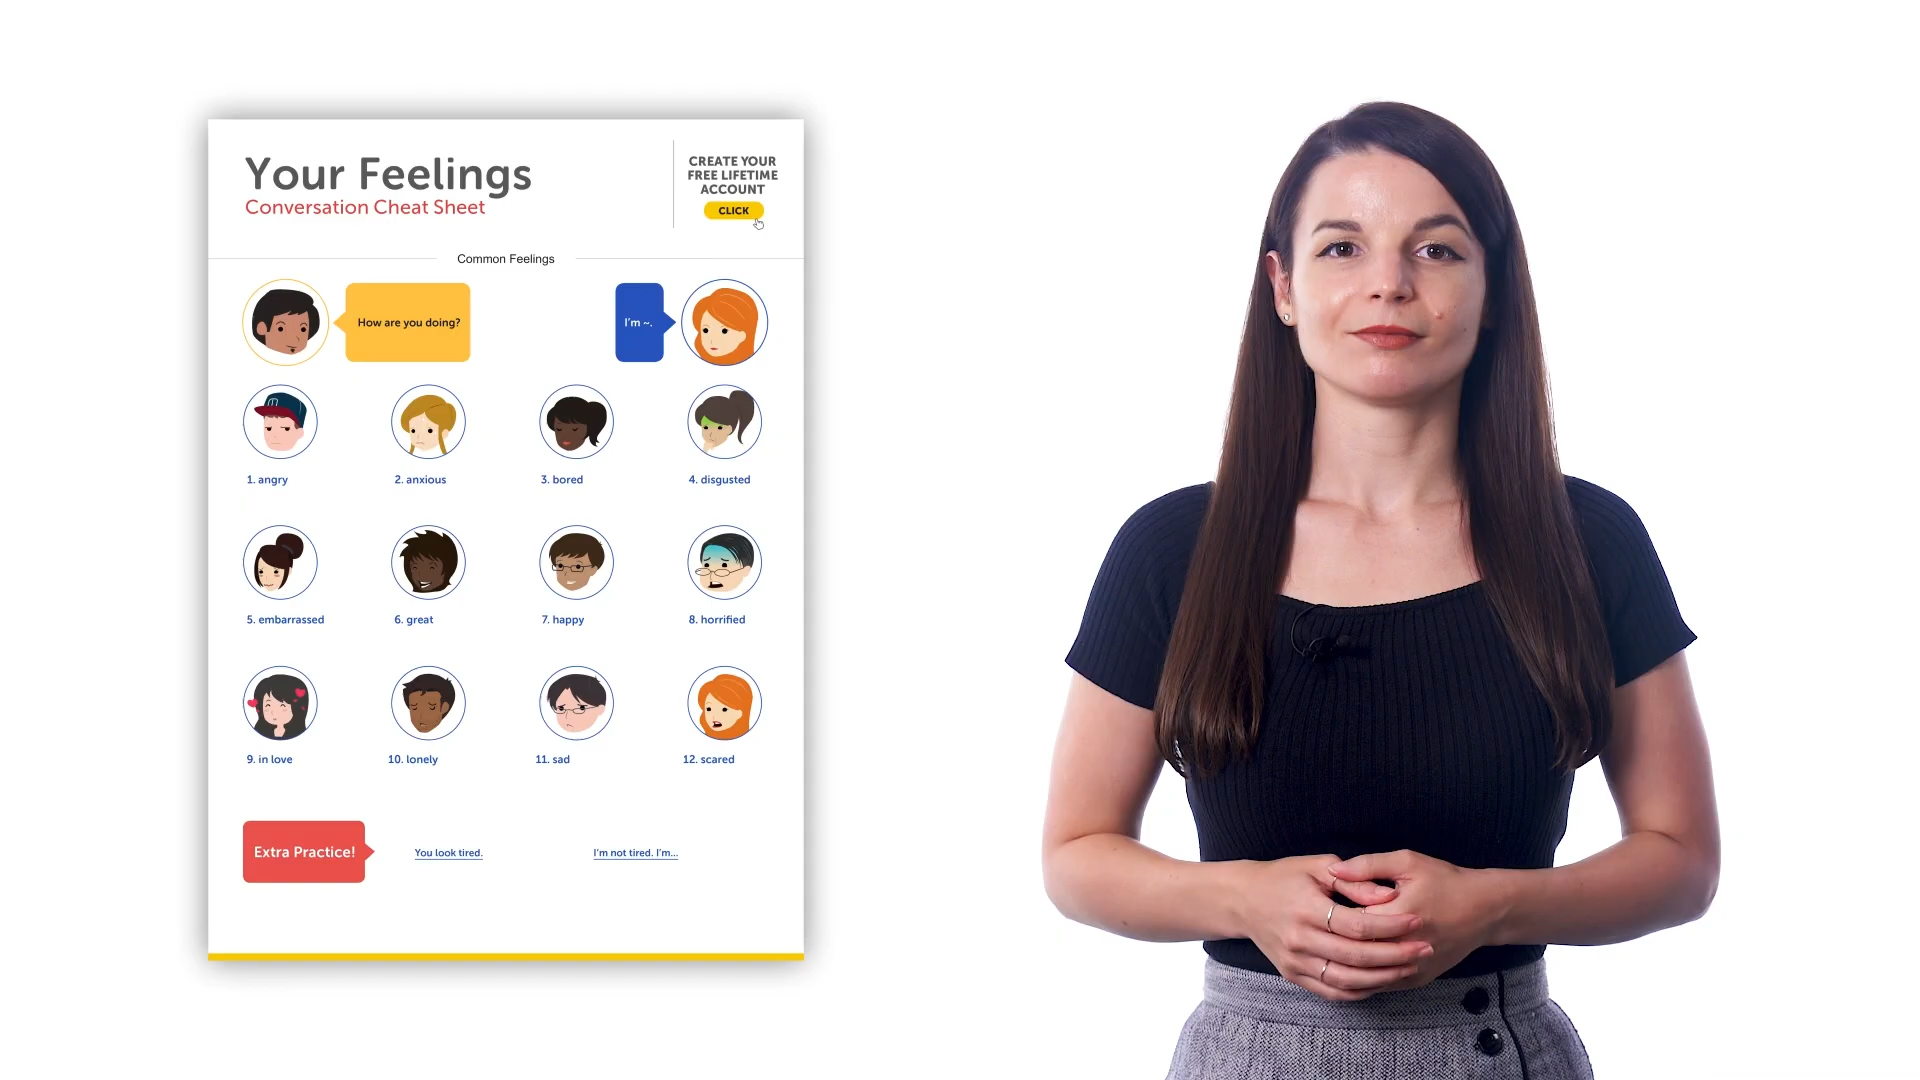 Your Feelings
Conversation Cheat Sheet
CREATE YOUR
FREE LIFETIME
ACCOUNT
CLICK
Common Feelings
How are you doing?
I'm ~.
1. angry
2. anxious
3. bored
4. disgusted
5. embarrassed
6. great
7. happy
8. horrified
9. in love
10. lonely
11. sad
12. scared
Extra Practice!
You look tired.
I'm not tired. I'm...